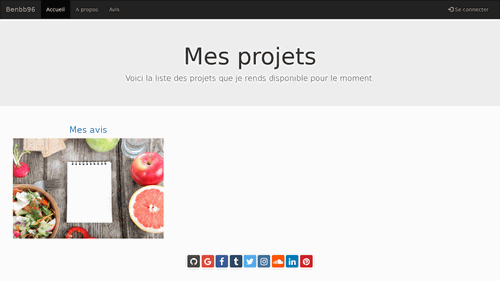 Benbb96
Accueil
A propos
Avis
Se connecter
Mes projets
Voici la liste des projets que je rends disponible pour le moment.
Mes avis